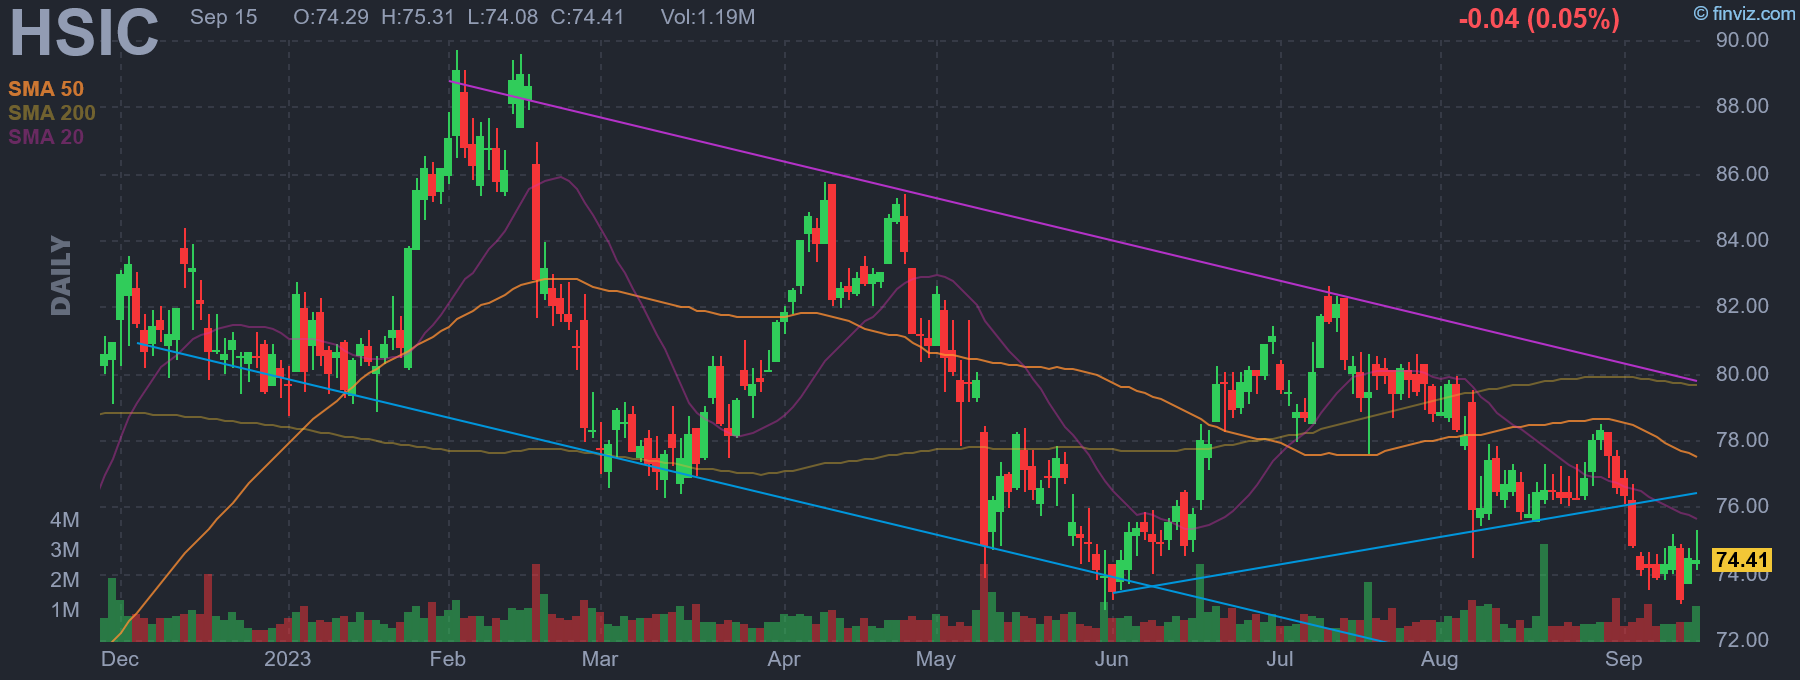 HSIC
Sep 15 O:74.29 H:75.31 L:74.08 C:74.41 Vol:1.19M
-0.04 (0.05%)
© finviz.com
SMA 50
SMA 200
SMA 20
DAILY
90.00
88.00
86.00
84.00
82.00
80.00
78.00
76.00
74.41
74.00
72.00
4M
3M
2M
1M
Dec 2023 Feb Mar Apr May Jun Jul Aug Sep